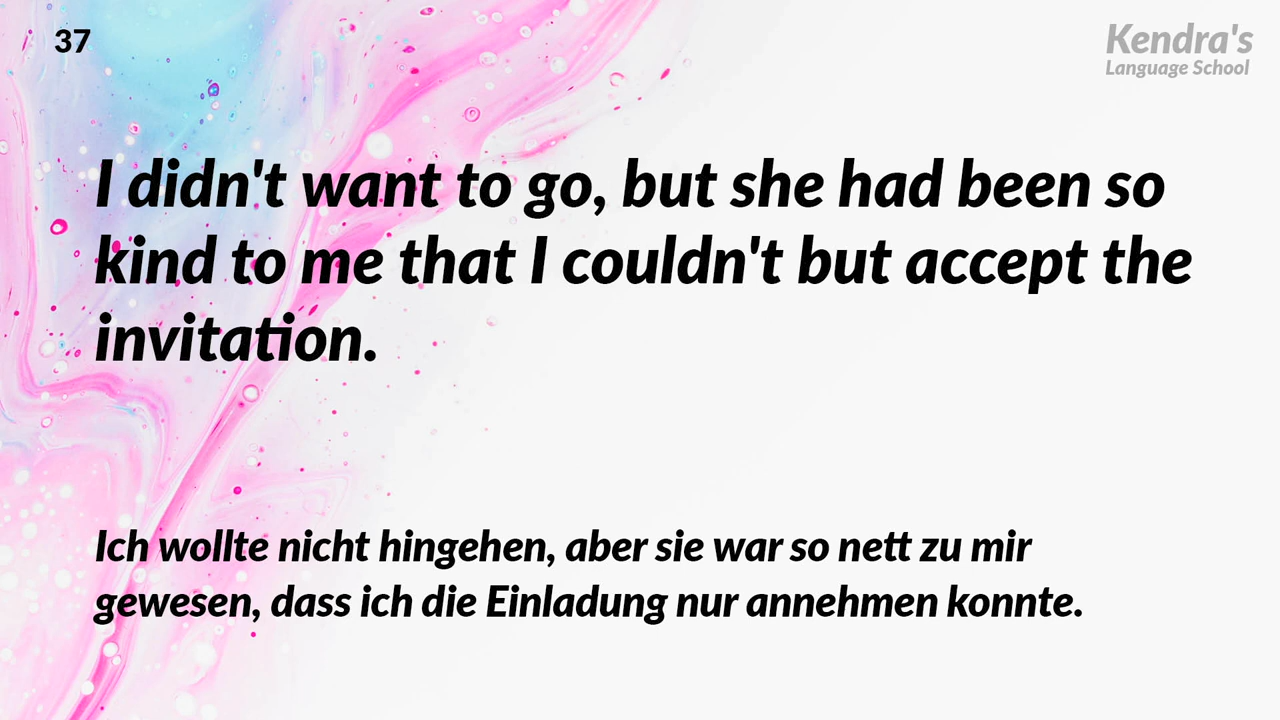 37
Kendra's
Language School
I didn't want to go, but she had been so
kind to me that I couldn't but accept the
invitation.
Ich wollte nicht hingehen, aber sie war so nett zu mir
gewesen, dass ich die Einladung nur annehmen konnte.